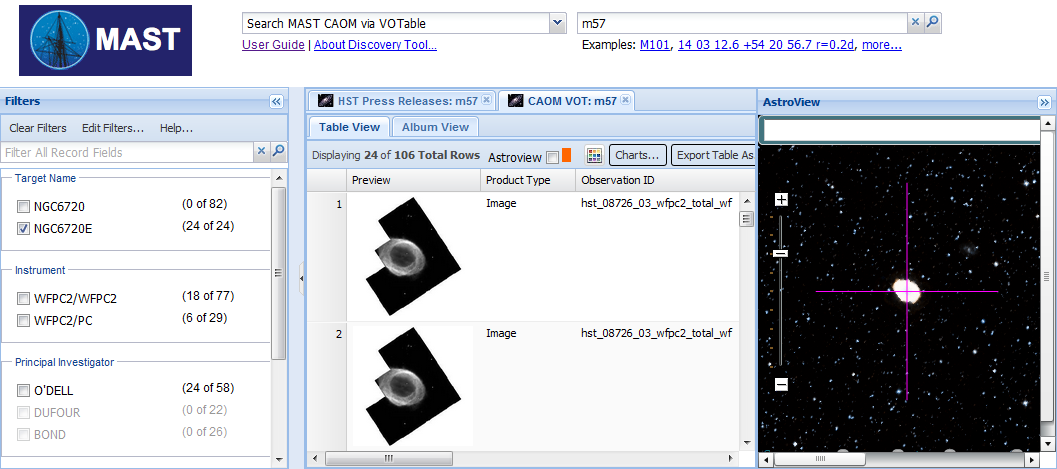 MAST
Search MAST CAOM via VOTable
m57
User Guide | About Discovery Tool...
Examples: M101, 14 03 12.6 +54 20 56.7 r=0.2d, more...
Filters
Clear Filters Edit Filters... Help...
Filter All Record Fields
Target Name
NGC6720 (0 of 82)
NGC6720E (24 of 24)
Instrument
WFPC2/WFPC2 (18 of 77)
WFPC2/PC (6 of 29)
Principal Investigator
O'DELL (24 of 58)
DUFOUR (0 of 22)
BOND (0 of 26)
HST Press Releases: m57
CAOM VOT: m57
Table View
Album View
Displaying 24 of 106 Total Rows
Astroview
Charts...
Export Table As
Preview Product Type Observation ID
1 Image hst_08726_03_wfpc2_total_wf
2 Image hst_08726_03_wfpc2_total_wf
AstroView